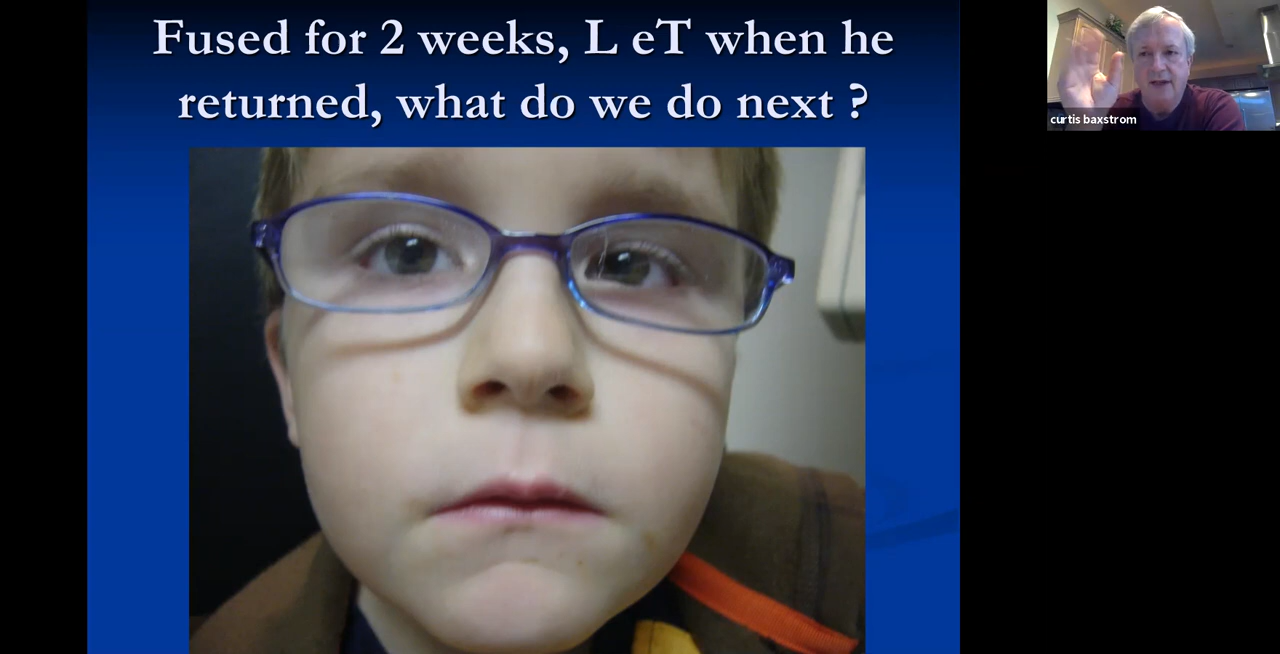 Fused for 2 weeks, L eT when he
returned, what do we do next ?
curtis baxstrom